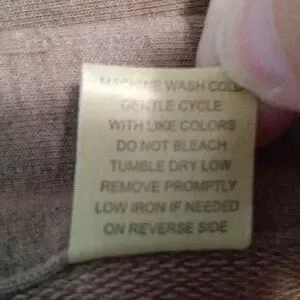 MACHINE WASH COLD
GENTLE CYCLE
WITH LIKE COLORS
DO NOT BLEACH
TUMBLE DRY LOW
REMOVE PROMPTLY
LOW IRON IF NEEDED
ON REVERSE SIDE